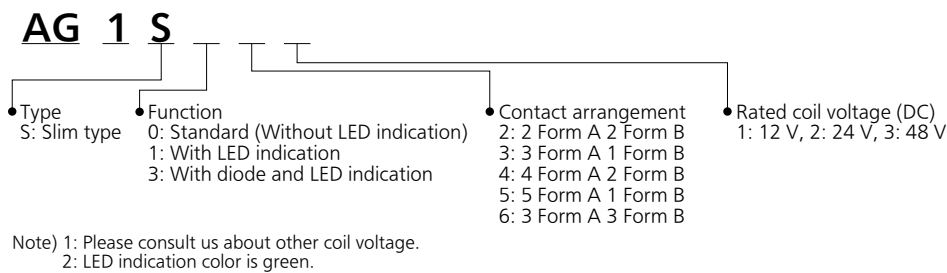 AG 1 S
Type
S: Slim type
Function
0: Standard (Without LED indication)
1: With LED indication
3: With diode and LED indication
Contact arrangement
2: 2 Form A 2 Form B
3: 3 Form A 1 Form B
4: 4 Form A 2 Form B
5: 5 Form A 1 Form B
6: 3 Form A 3 Form B
Rated coil voltage (DC)
1: 12 V, 2: 24 V, 3: 48 V
Note) 1: Please consult us about other coil voltage.
2: LED indication color is green.